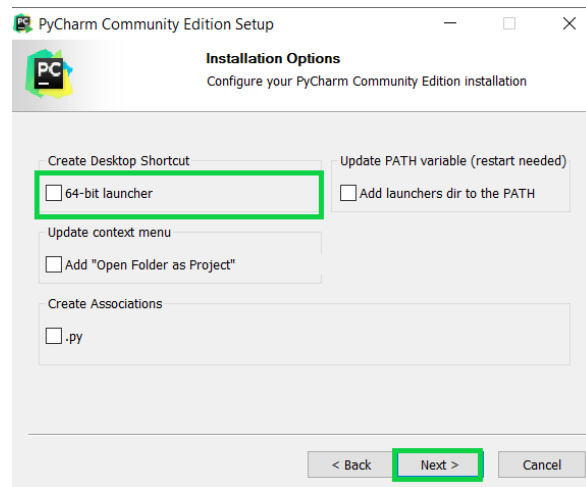 PyCharm Community Edition Setup
PC
Installation Options
Configure your PyCharm Community Edition installation
Create Desktop Shortcut
64-bit launcher
Update PATH variable (restart needed)
Add launchers dir to the PATH
Update context menu
Add "Open Folder as Project"
Create Associations
.py
< Back
Next >
Cancel